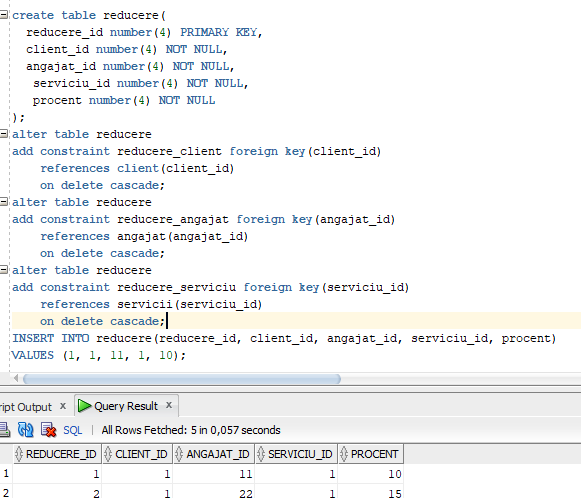 create table reducere(
reducere_id number(4) PRIMARY KEY,
client_id number(4) NOT NULL,
angajat_id number(4) NOT NULL,
serviciu_id number(4) NOT NULL,
procent number(4) NOT NULL
);
alter table reducere
add constraint reducere_client foreign key(client_id)
references client(client_id)
on delete cascade;
alter table reducere
add constraint reducere_angajat foreign key(angajat_id)
references angajat(angajat_id)
on delete cascade;
alter table reducere
add constraint reducere_serviciu foreign key(serviciu_id)
references servicii(serviciu_id)
on delete cascade;
INSERT INTO reducere(reducere_id, client_id, angajat_id, serviciu_id, procent)
VALUES (1, 1, 11, 1, 10);
ript Output x Query Result x
SQL | All Rows Fetched: 5 in 0,057 seconds
REDUCERE_ID CLIENT_ID ANGAJAT_ID SERVICIU_ID PROCENT
1 1 1 11 1 10
2 2 1 22 1 15